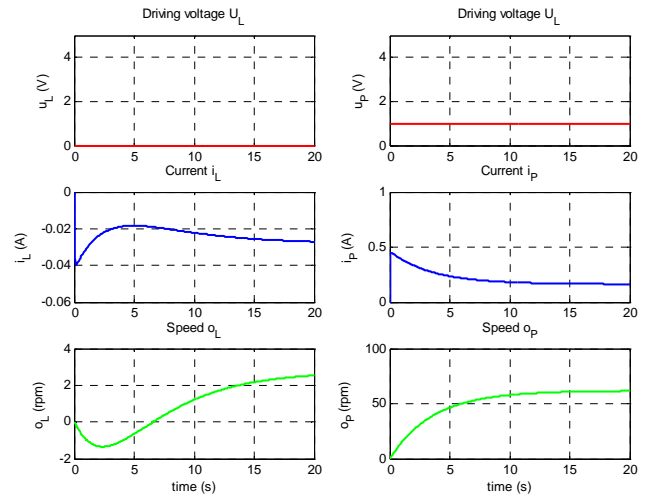 Driving voltage U_L
Driving voltage U_L
u_L (V)
4
2
0
0 5 10 15 20
u_P (V)
4
2
0
0 5 10 15 20
Current i_L
Current i_P
i_L (A)
0
-0.02
-0.04
-0.06
0 5 10 15 20
i_P (A)
1
0.5
0
0 5 10 15 20
Speed o_L
Speed o_P
o_L (rpm)
4
2
0
-2
0 5 10 15 20
time (s)
o_P (rpm)
100
50
0
0 5 10 15 20
time (s)